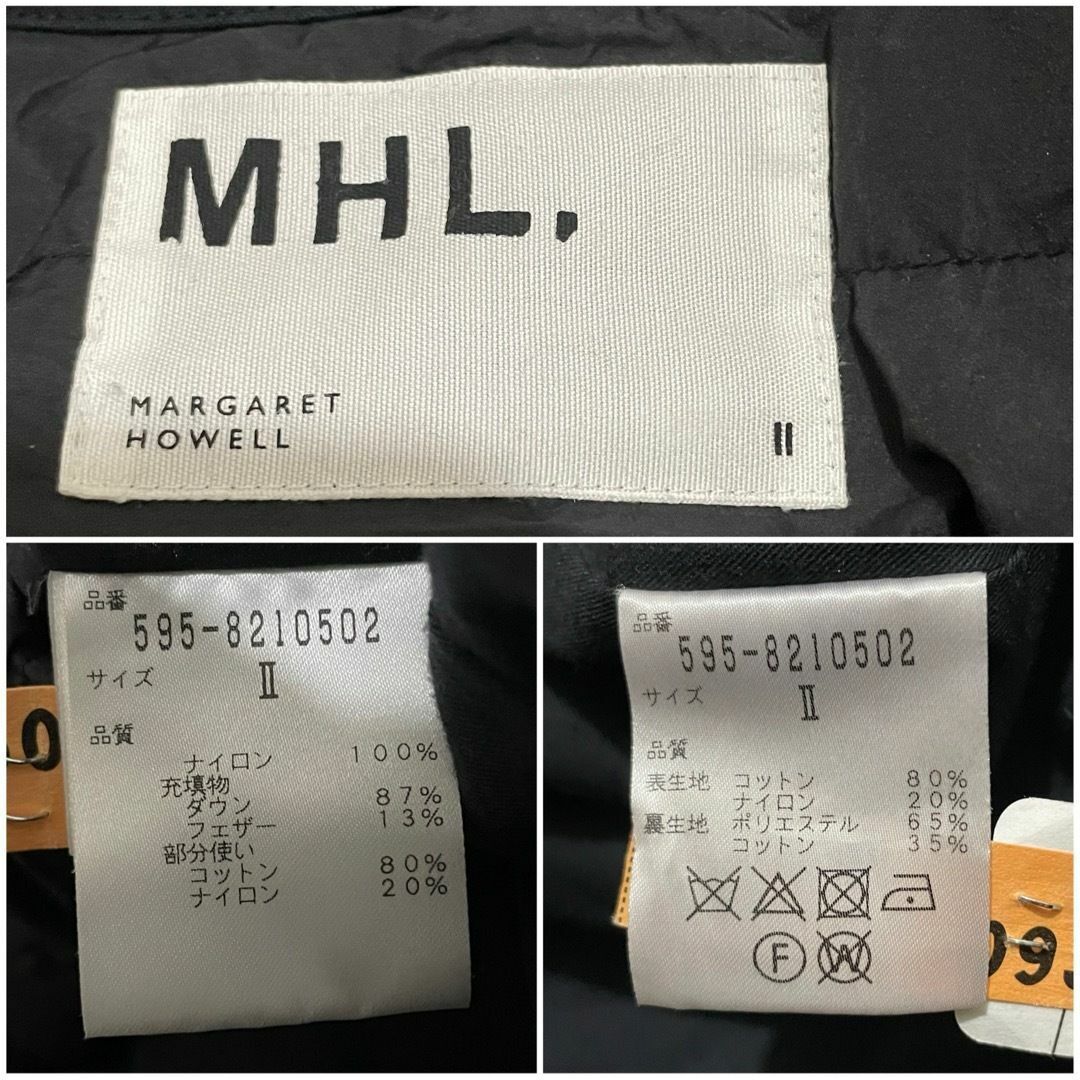 MHL.
MARGARET
HOWELL
II
品番
595-8210502
サイズ
II
品質
ナイロン 100%
充填物
ダウン 87%
フェザー 13%
部分使い
コットン 80%
ナイロン 20%
0
品番
595-8210502
サイズ
II
品質
表生地 コットン 80%
ナイロン 20%
裏生地 ポリエステル 65%
コットン 35%
F
W